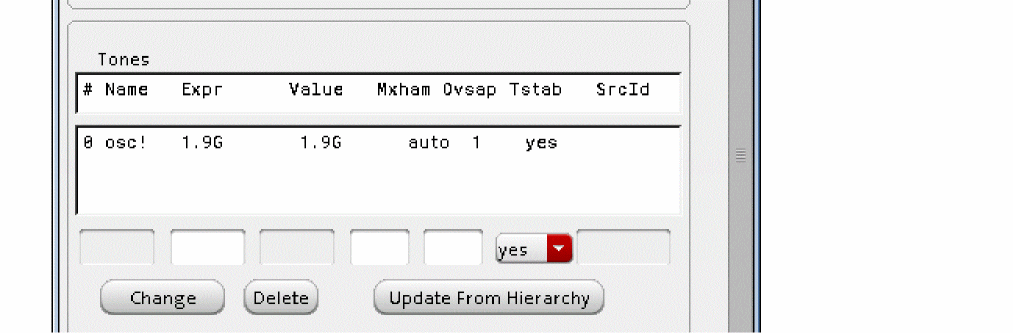 Tones
# Name Expr Value Mxham Ovsap Tstab SrcId
0 osc! 1.9G 1.9G auto 1 yes
yes
Change Delete Update From Hierarchy